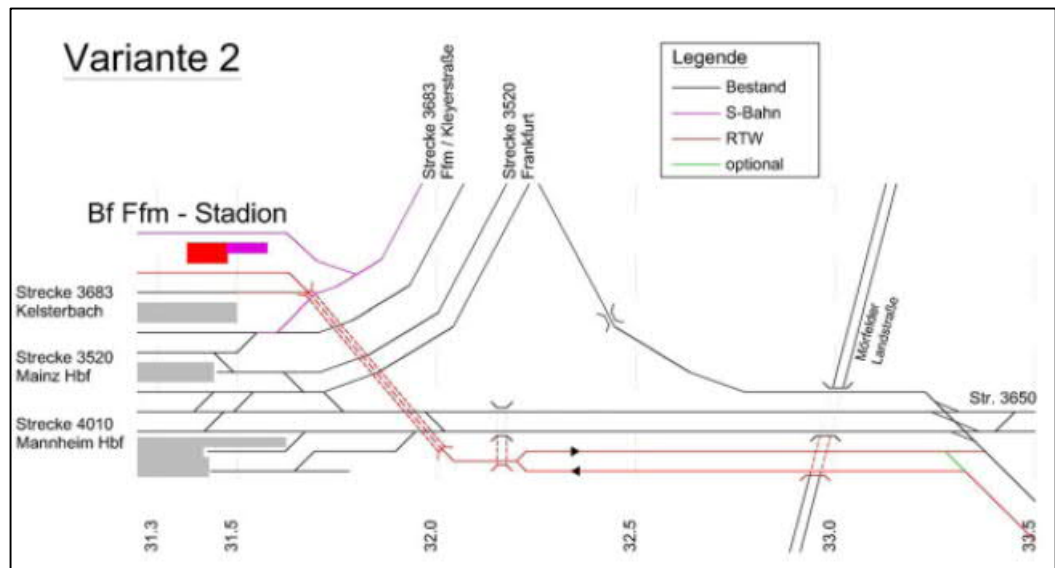 Variante 2
Legende
Bestand
S-Bahn
RTW
optional
Strecke 3683
Ffm / Kleyerstraße
Strecke 3520
Frankfurt
Bf Ffm - Stadion
Strecke 3683
Kelsterbach
Mörfelder
Landstraße
Strecke 3520
Mainz Hbf
Str. 3650
Strecke 4010
Mannheim Hbf
31.3
31.5
32.0
32.5
33.0
33.5